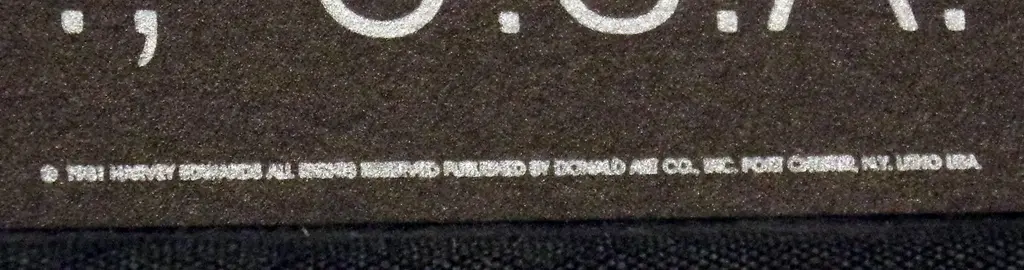 ., U.S.A.
© 1981 HARVEY EDWARDS ALL RIGHTS RESERVED PUBLISHED BY DONALD ART CO., INC. PORT CHESTER, N.Y. LITHO USA.